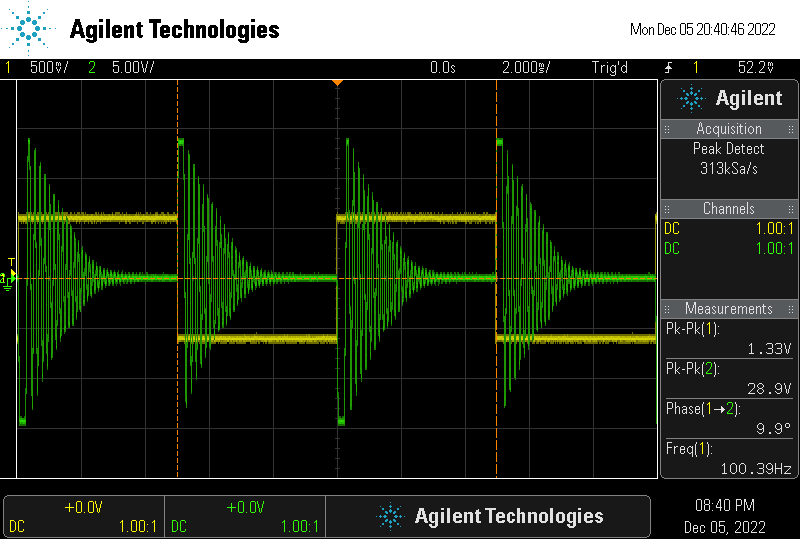 Agilent Technologies
Mon Dec 05 20:40:46 2022
1 500mV/ 2 5.00V/ 0.0s 2.000ms/ Trig'd 1 52.2mV
Agilent
Acquisition
Peak Detect
313kSa/s
Channels
DC 1.00:1
DC 1.00:1
Measurements
Pk-Pk(1):
1.33V
Pk-Pk(2):
28.9V
Phase(1→2):
9.9°
Freq(1):
100.39Hz
T
+0.0V
DC 1.00:1
+0.0V
DC 1.00:1
Agilent Technologies
08:40 PM
Dec 05, 2022